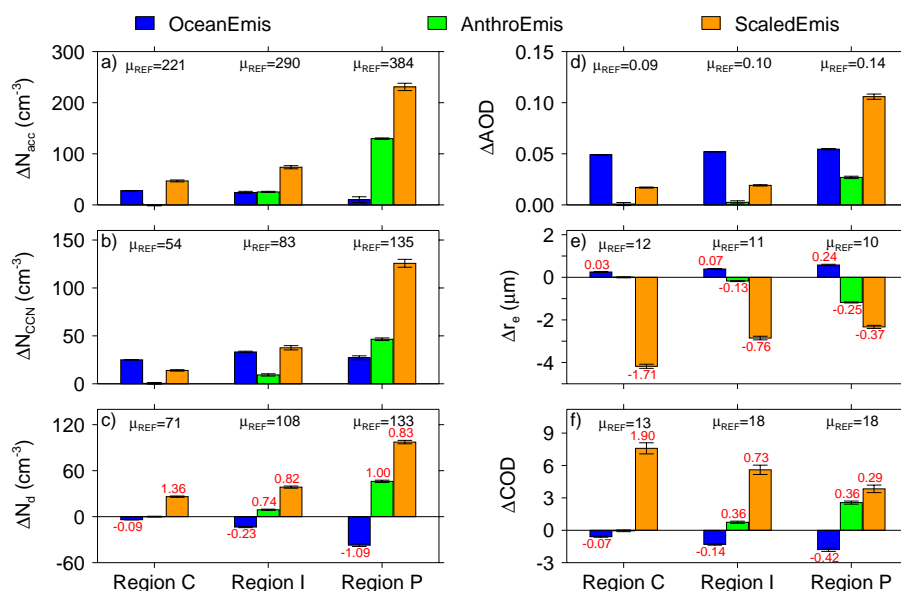 OceanEmis AnthroEmis ScaledEmis
a) μREF=221 μREF=290 μREF=384
300
200
100
0
ΔNacc (cm-3)
d) μREF=0.09 μREF=0.10 μREF=0.14
0.15
0.10
0.05
0.00
ΔAOD
b) μREF=54 μREF=83 μREF=135
150
100
50
0
ΔNCCN (cm-3)
e) μREF=12 μREF=11 μREF=10
2
0
-2
-4
Δre (μm)
0.03 0.07 0.24
-0.13 -0.25
-1.71 -0.76 -0.37
c) μREF=71 μREF=108 μREF=133
120
60
0
-60
ΔNd (cm-3)
1.36 0.74 0.82 1.00 0.83
-0.09 -0.23 -1.09
Region C Region I Region P
f) μREF=13 μREF=18 μREF=18
9
6
3
0
-3
ΔCOD
1.90 0.36 0.73 0.36 0.29
-0.07 -0.14 -0.42
Region C Region I Region P